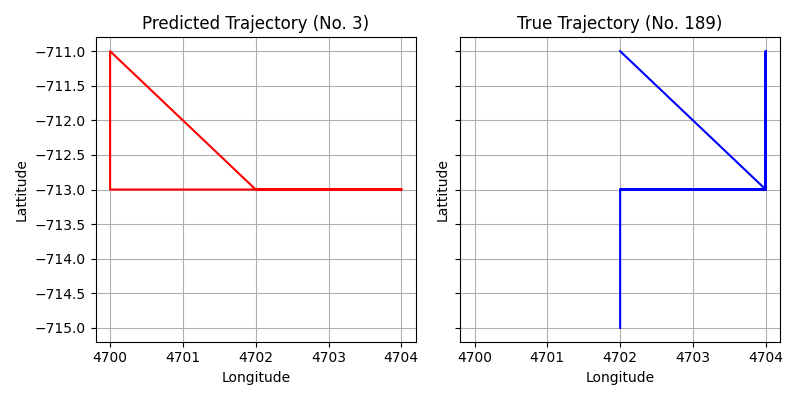 Predicted Trajectory (No. 3)
True Trajectory (No. 189)
Lattitude
−711.0
−711.5
−712.0
−712.5
−713.0
−713.5
−714.0
−714.5
−715.0
4700 4701 4702 4703 4704
Longitude
Lattitude
4700 4701 4702 4703 4704
Longitude